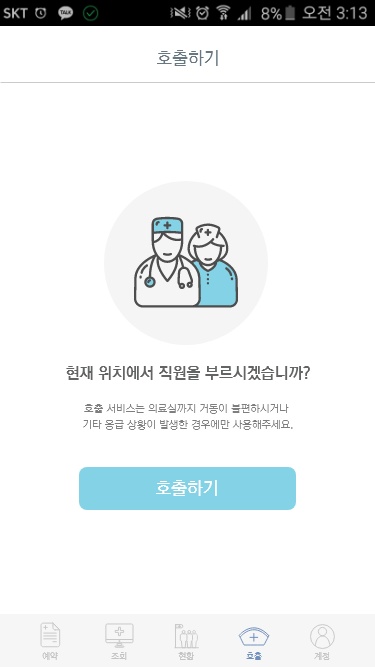 SKT TALK 8% 오전 3:13
호출하기
현재 위치에서 직원을 부르시겠습니까?
호출 서비스는 의료실까지 거동이 불편하시거나
기타 응급 상황이 발생한 경우에만 사용해주세요.
호출하기
예약 조회 현황 호출 계정